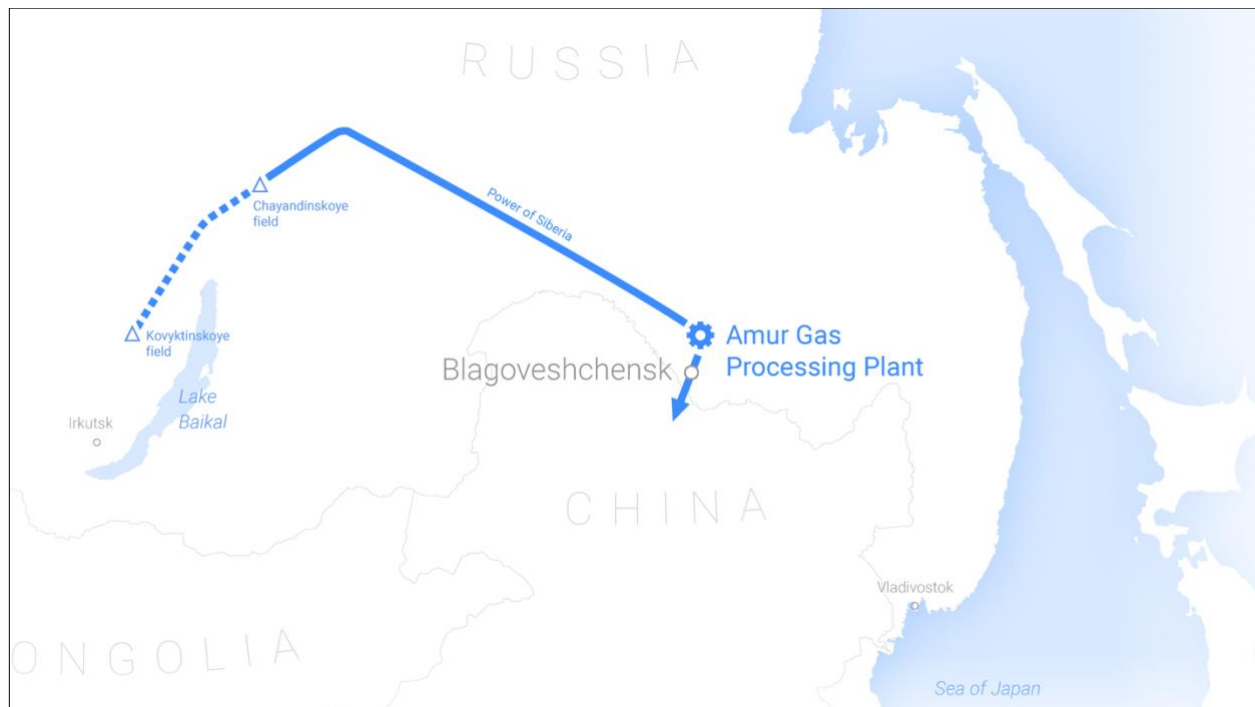 RUSSIA
Chayandinskoye
field
Power of Siberia
Kovyktinskoye
field
Amur Gas
Processing Plant
Blagoveshchensk
Lake
Baikal
Irkutsk
CHINA
Vladivostok
ONGOLIA
Sea of Japan